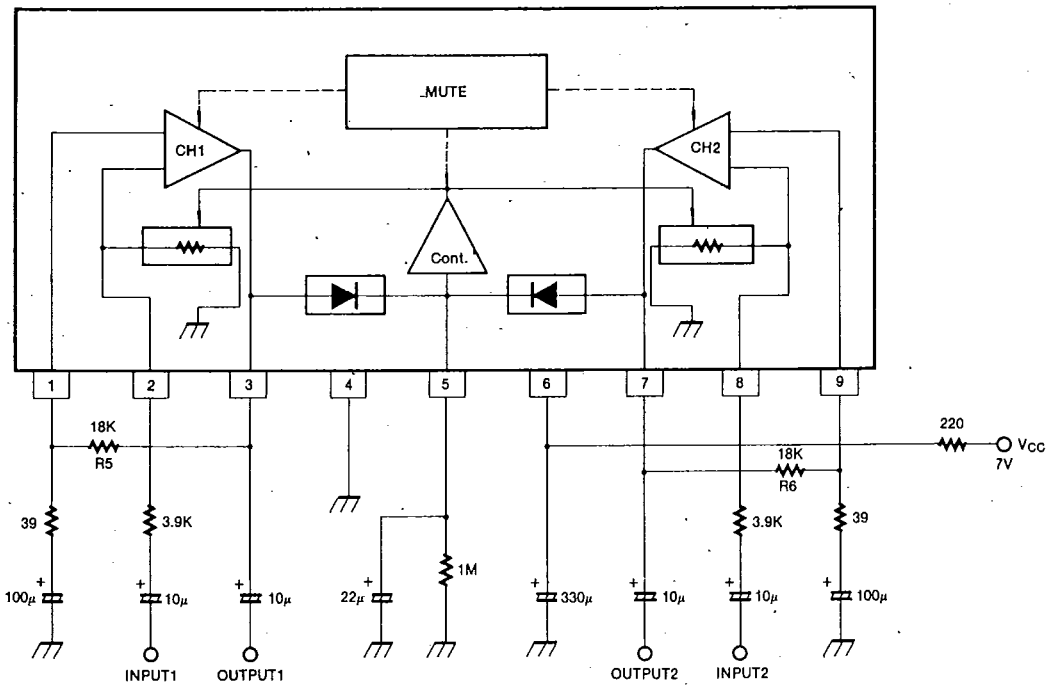 MUTE
CH1
CH2
Cont.
1
2
3
4
5
6
7
8
9
18K
R5
220
VCC
7V
18K
R6
39
3.9K
3.9K
39
1M
+
100μ
+
10μ
+
10μ
+
22μ
+
330μ
+
10μ
+
10μ
+
100μ
INPUT1
OUTPUT1
OUTPUT2
INPUT2